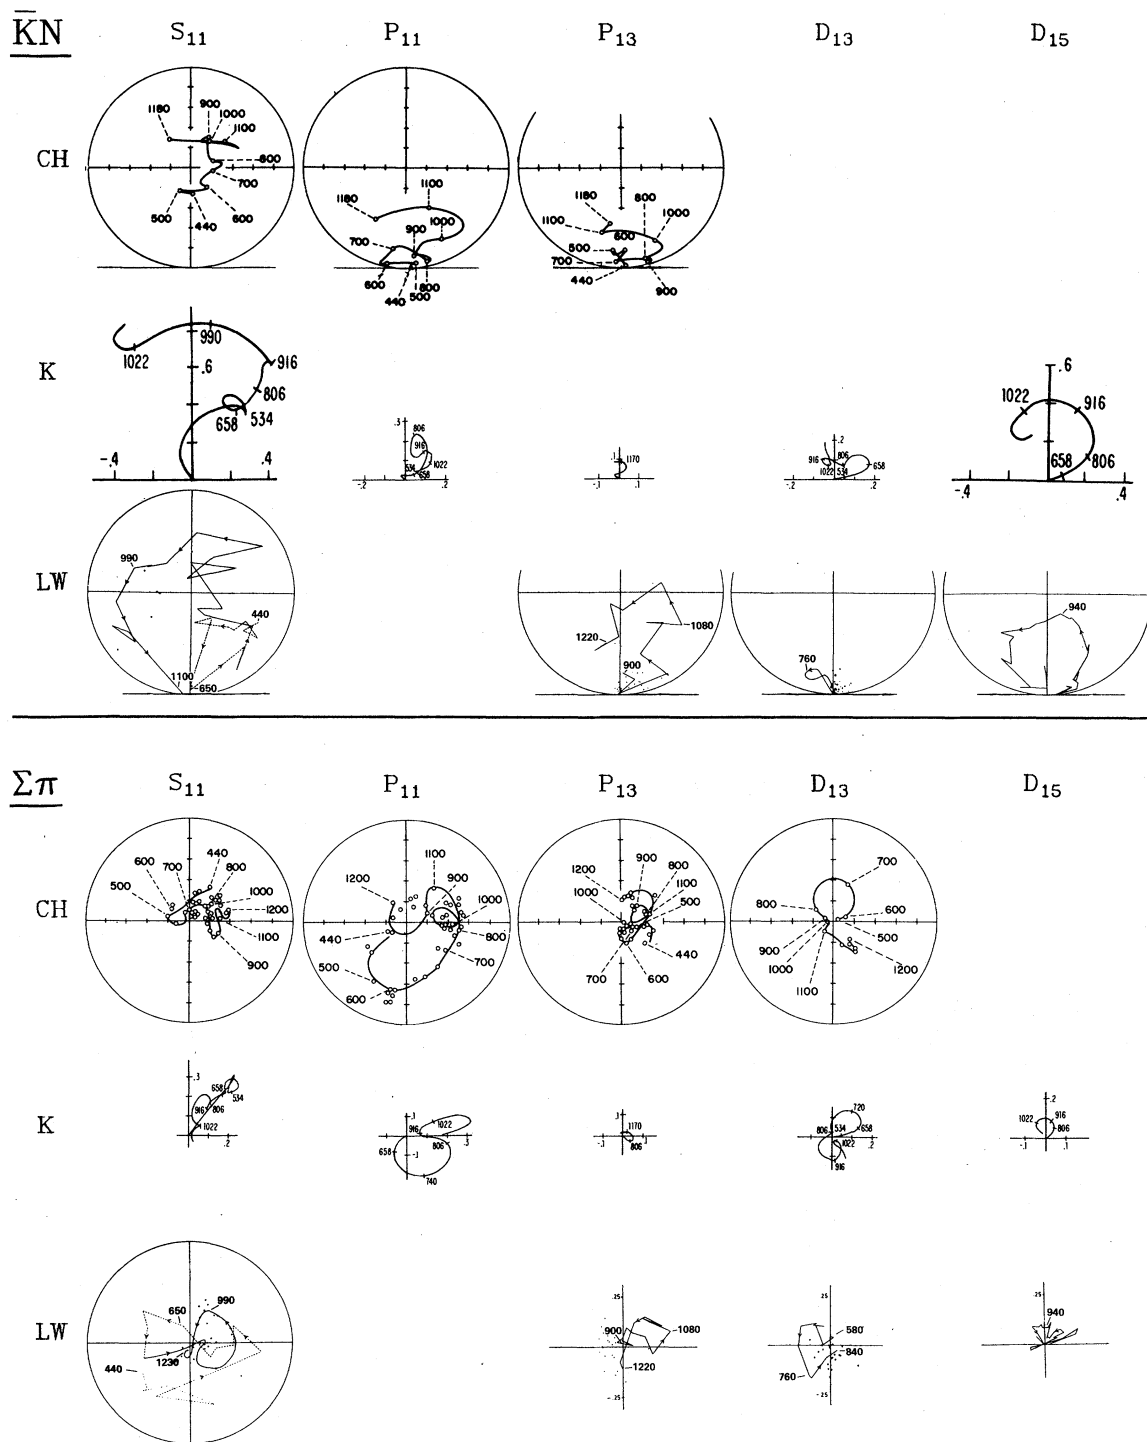 K̄N S₁₁ P₁₁ P₁₃ D₁₃ D₁₅
CH
1180 900 1000 1100 800 700 600 500 440
1180 1100 1000 900 700 600 440 500 800
1180 800 1100 600 1000 500 700 440 900
K
990 1022 .6 916 806 658 534 -.4 .4
.3 806 916 1022 534 658 -.2 .2
.1 1170 -.1 .1
.2 916 806 1022 534 658 -.2 .2
.6 1022 916 658 806 -.4 .4
LW
990 440 1100 650
1220 1080 900
760
940
Σπ S₁₁ P₁₁ P₁₃ D₁₃ D₁₅
CH
600 700 440 800 500 1000 1200 1100 900
1100 1200 900 1000 440 800 700 500 600
900 1200 800 1100 1000 500 440 700 600
700 800 600 500 900 1000 1100 1200
K
.3 658 534 916 806 1022 .2
.1 916 1022 806 .3 658 -.1 740
.1 1170 -.1 806 .1
720 806 534 658 1022 .2 916
.2 1022 916 806 -.1 .1
LW
650 990 440 1230
.25 900 1080 1220 -.25
.25 580 840 760 -.25
.25 940